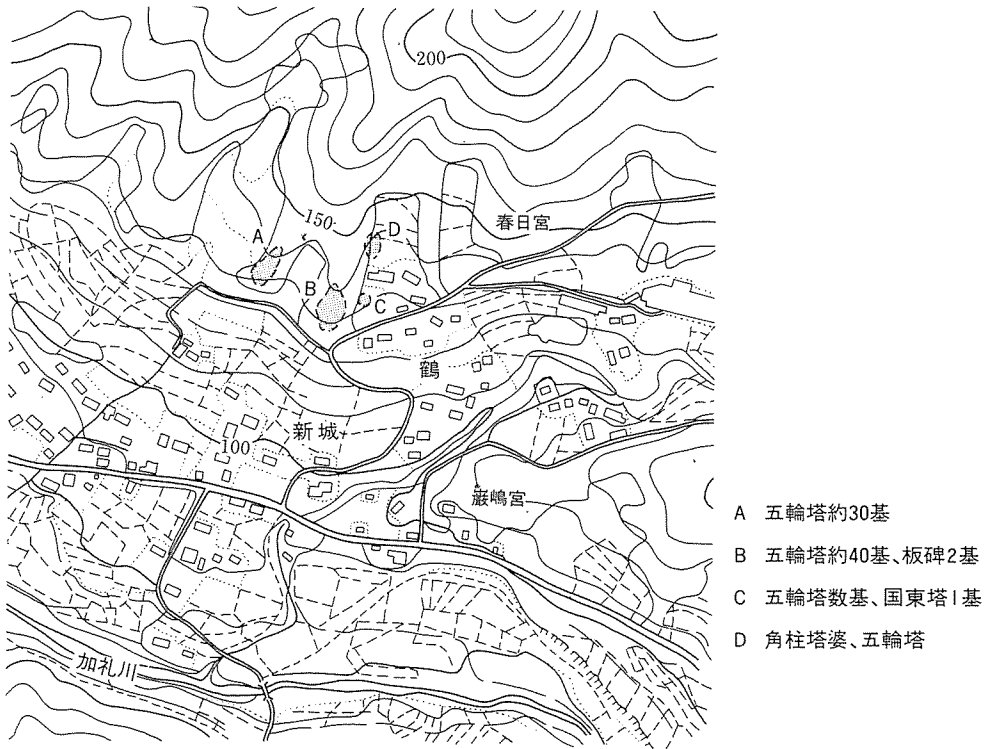 200
150
春日宮
A
D
B
C
鶴
新城
100
巌嶋宮
加礼川
A 五輪塔約30基
B 五輪塔約40基、板碑2基
C 五輪塔数基、国東塔1基
D 角柱塔婆、五輪塔